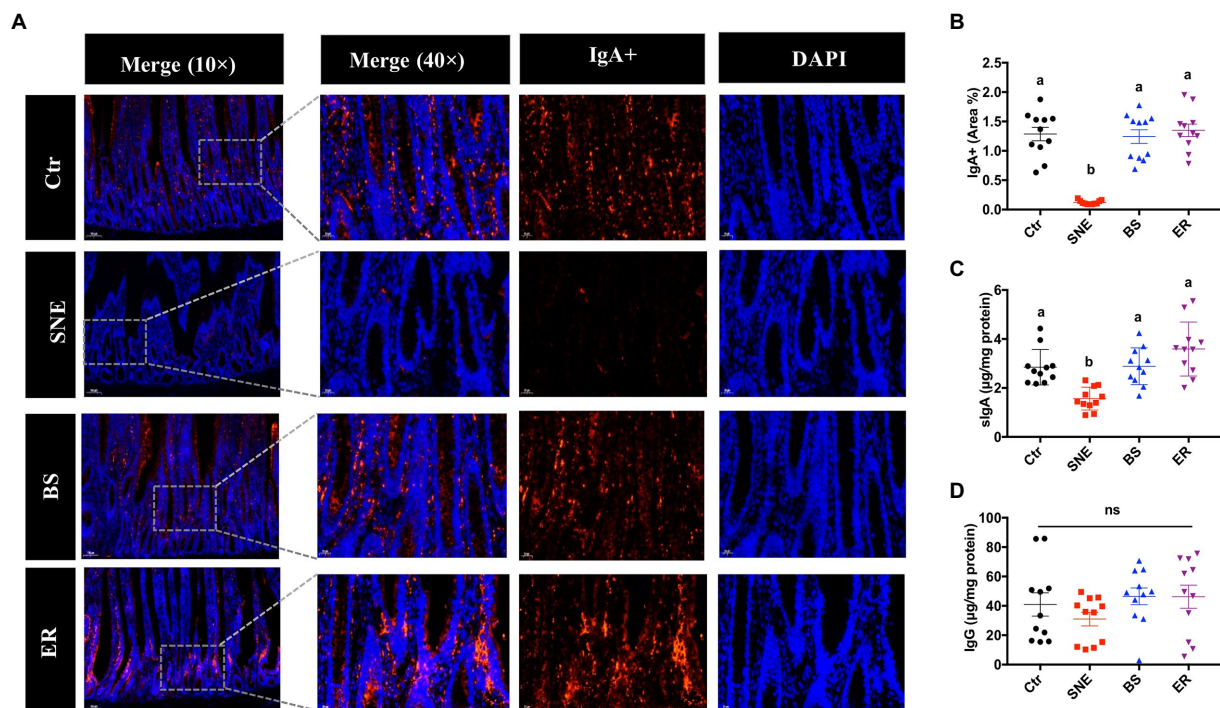 A
Merge (10×)
Merge (40×)
IgA+
DAPI
Ctr
SNE
BS
ER
B
IgA+ (Area %)
2.5
2.0
1.5
1.0
0.5
0.0
a
b
a
a
Ctr
SNE
BS
ER
C
sIgA (µg/mg protein)
6
4
2
0
a
b
a
a
Ctr
SNE
BS
ER
D
IgG (µg/mg protein)
100
80
60
40
20
0
ns
Ctr
SNE
BS
ER